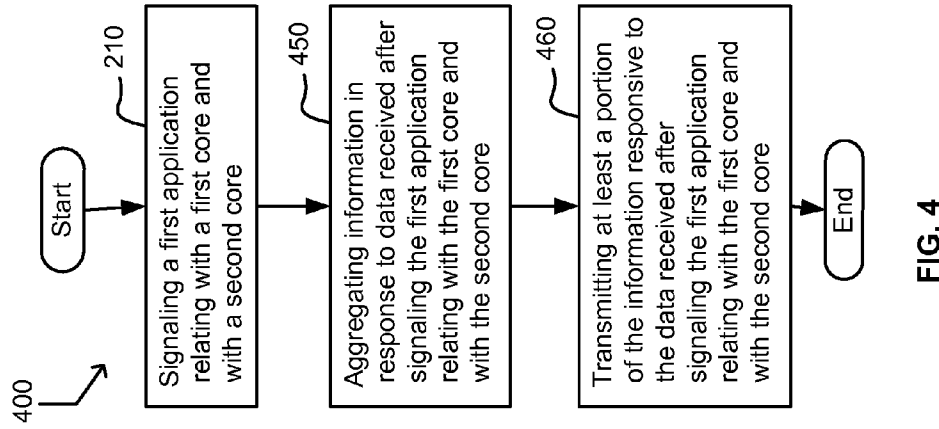 400
Start
210
Signaling a first application
relating with a first core and
with a second core
450
Aggregating information in
response to data received after
signaling the first application
relating with the first core and
with the second core
460
Transmitting at least a portion
of the information responsive to
the data received after
signaling the first application
relating with the first core and
with the second core
End
FIG. 4